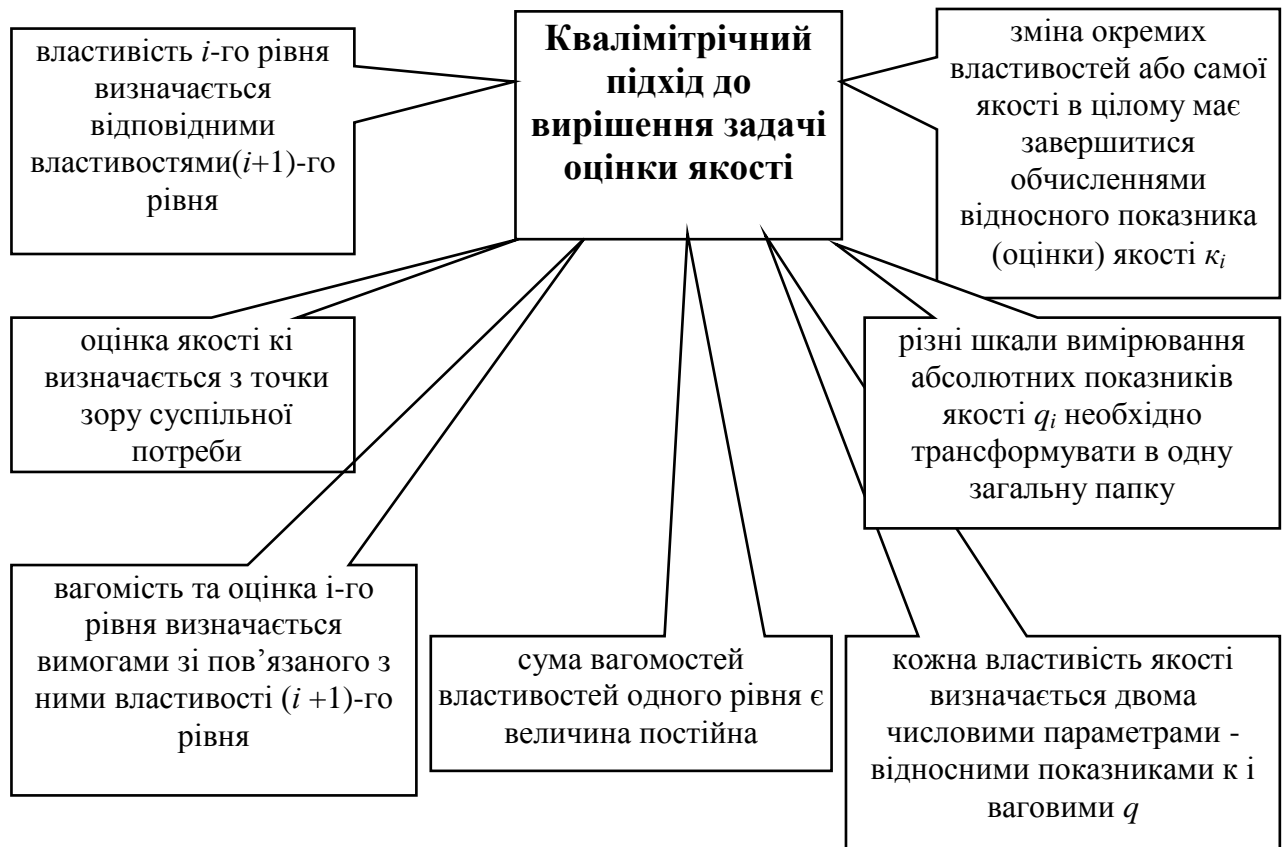 Квалімітрічний
підхід до
вирішення задачі
оцінки якості
властивість i-го рівня
визначається
відповідними
властивостями(i+1)-го
рівня
зміна окремих
властивостей або самої
якості в цілому має
завершитися
обчисленнями
відносного показника
(оцінки) якості кi
оцінка якості кі
визначається з точки
зору суспільної
потреби
різні шкали вимірювання
абсолютних показників
якості qi необхідно
трансформувати в одну
загальну папку
вагомість та оцінка і-го
рівня визначається
вимогами зі пов’язаного з
ними властивості (i +1)-го
рівня
сума вагомостей
властивостей одного рівня є
величина постійна
кожна властивість якості
визначається двома
числовими параметрами -
відносними показниками к і
ваговими q